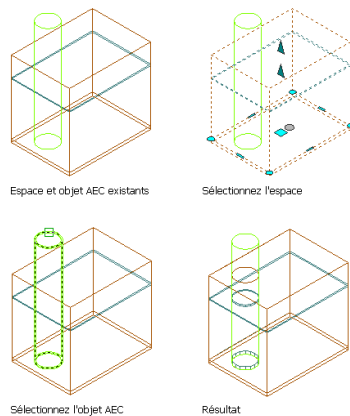 Espace et objet AEC existants
Sélectionnez l'espace
Sélectionnez l'objet AEC
Résultat